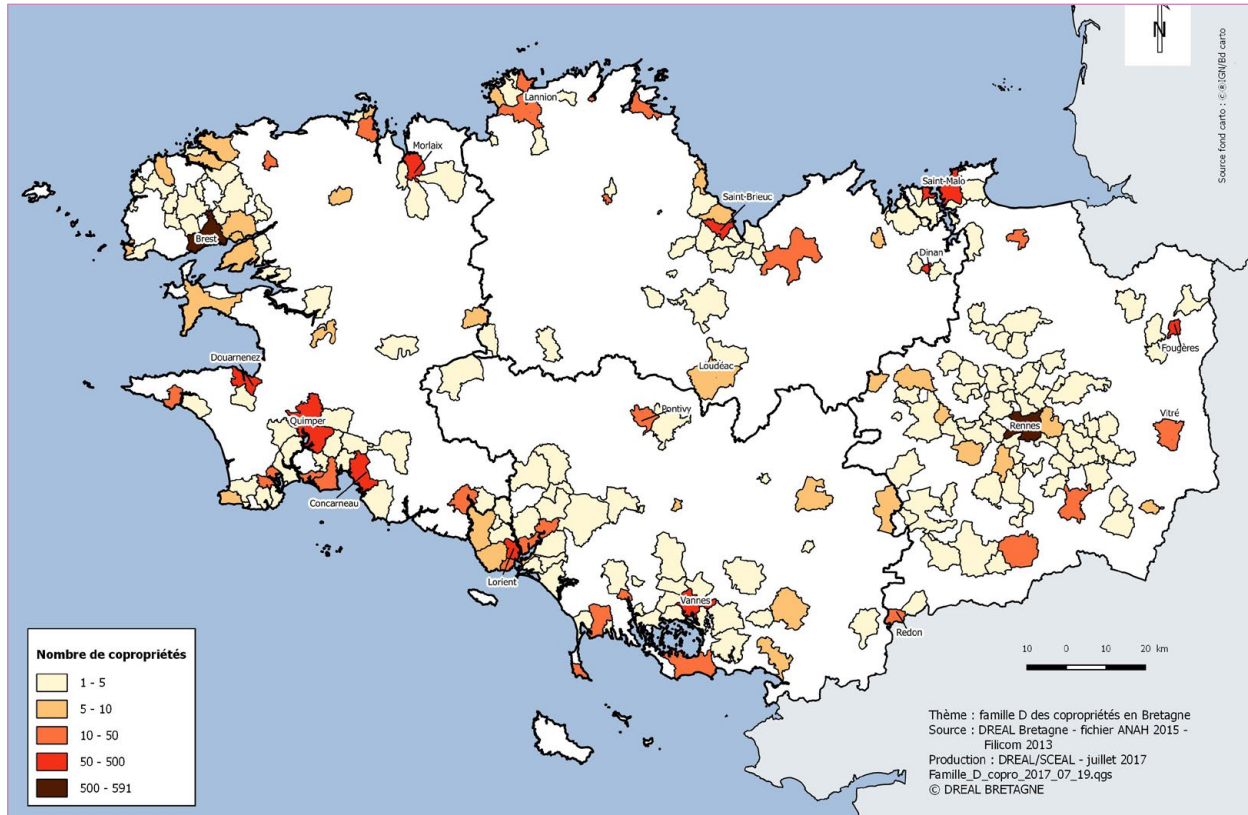 N
Source fond carto : ©®IGN/Bd carto
Lannion
Morlaix
Saint-Malo
Saint-Brieuc
Brest
Dinan
Fougères
Douarnenez
Loudéac
Pontivy
Vitré
Quimper
Rennes
Concarneau
Lorient
Vannes
Redon
Nombre de copropriétés
1 - 5
5 - 10
10 - 50
50 - 500
500 - 591
10 0 10 20 km
Thème : famille D des copropriétés en Bretagne
Source : DREAL Bretagne - fichier ANAH 2015 -
Filicom 2013
Production : DREAL/SCEAL - juillet 2017
Famille_D_copro_2017_07_19.qgs
© DREAL BRETAGNE